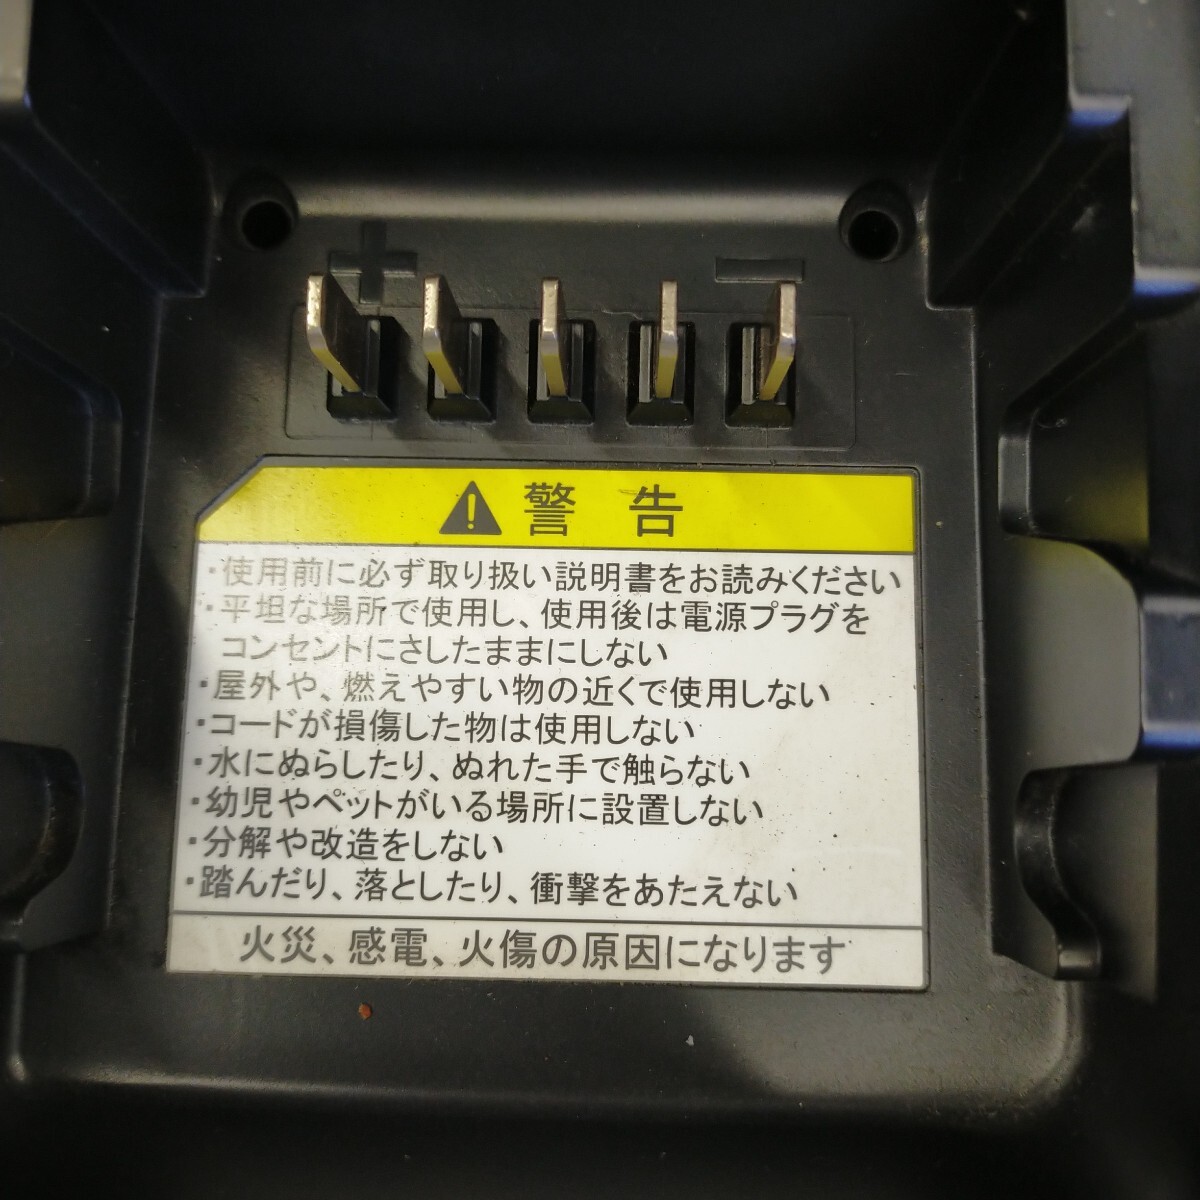 + −
警告
・使用前に必ず取り扱い説明書をお読みください
・平坦な場所で使用し、使用後は電源プラグを
コンセントにさしたままにしない
・屋外や、燃えやすい物の近くで使用しない
・コードが損傷した物は使用しない
・水にぬらしたり、ぬれた手で触らない
・幼児やペットがいる場所に設置しない
・分解や改造をしない
・踏んだり、落としたり、衝撃をあたえない
火災、感電、火傷の原因になります